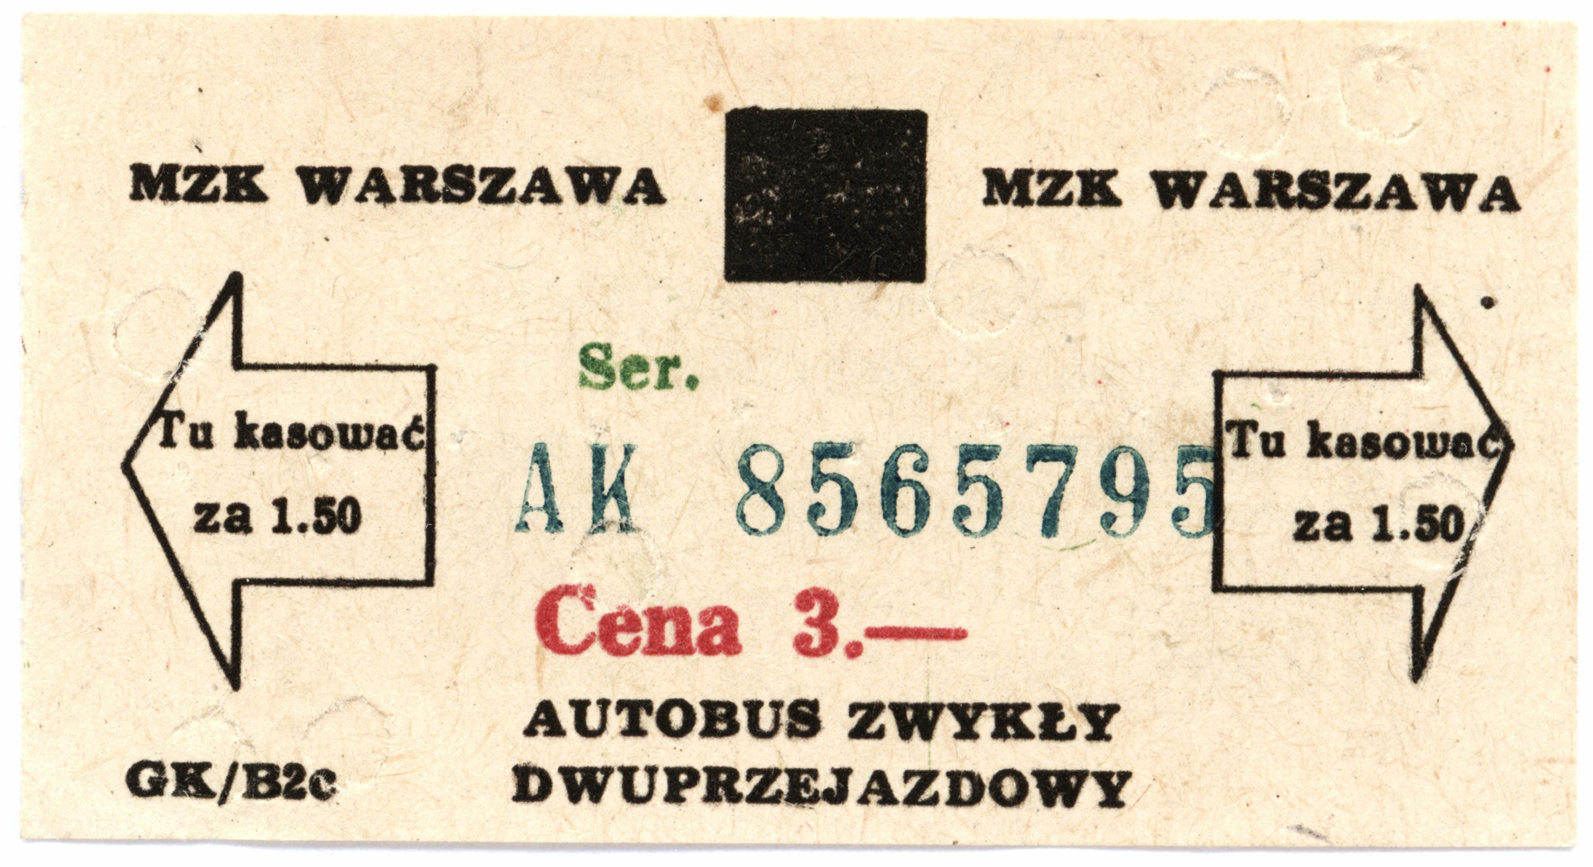 MZK WARSZAWA
MZK WARSZAWA
Ser.
Tu kasować
za 1.50
AK 8565795
Tu kasować
za 1.50
Cena 3.—
AUTOBUS ZWYKŁY
DWUPRZEJAZDOWY
GK/B2c